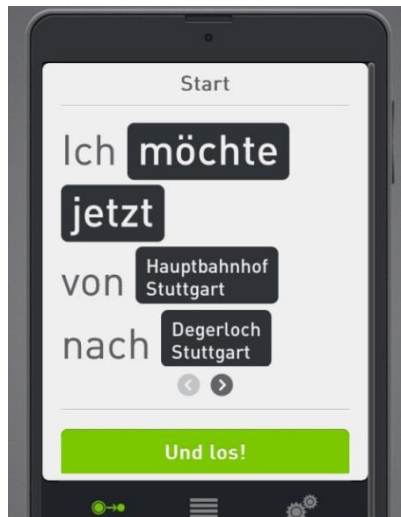 Start
Ich möchte
jetzt
von Hauptbahnhof
Stuttgart
nach Degerloch
Stuttgart
Und los!